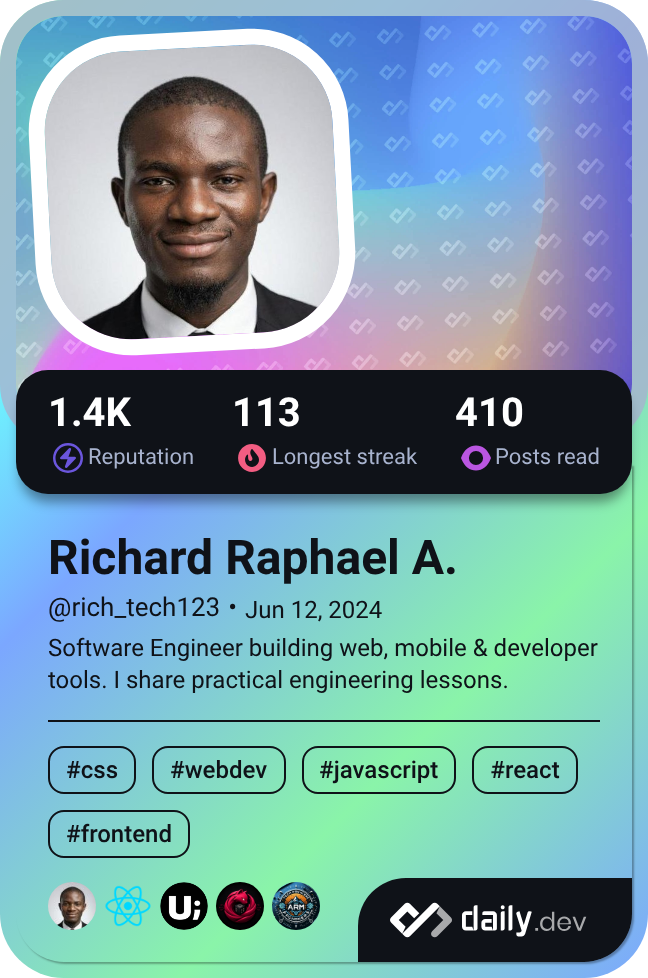 1.4K 113 410
Reputation Longest streak Posts read
Richard Raphael A.
@rich_tech123 • Jun 12, 2024
Software Engineer building web, mobile & developer
tools. I share practical engineering lessons.
#css #webdev #javascript #react
#frontend
U; ARM
daily.dev